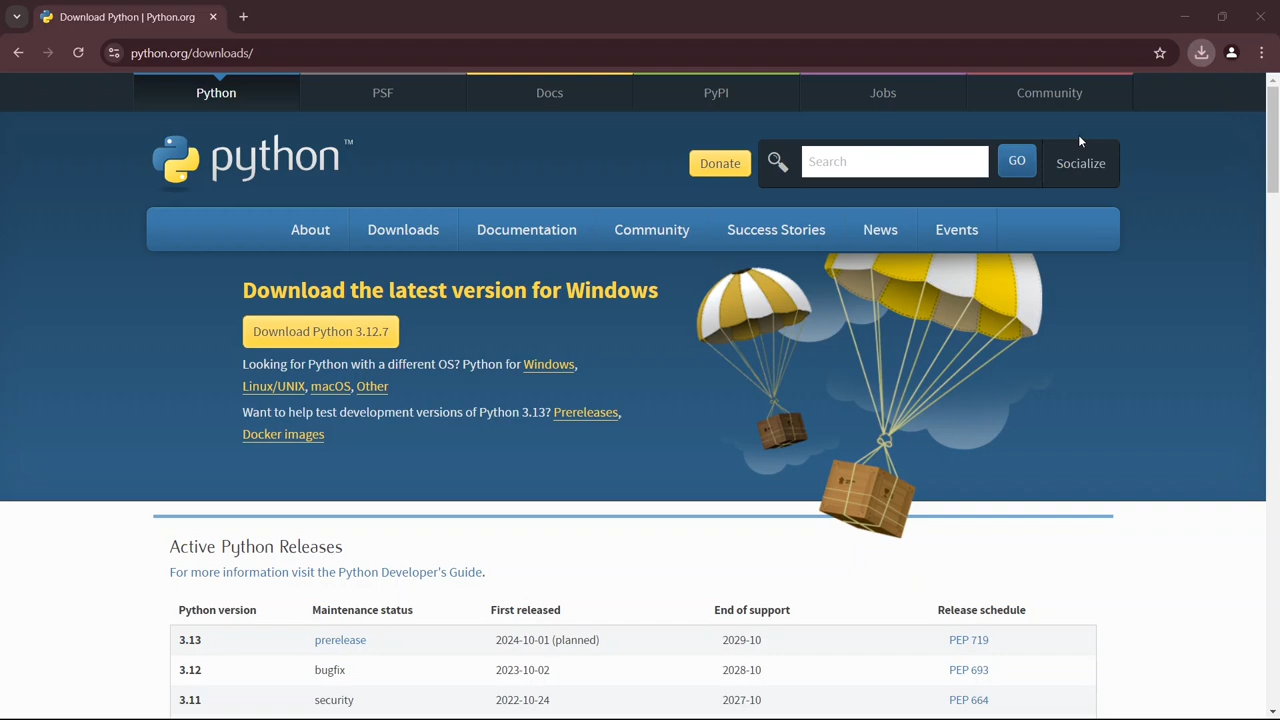 Download Python | Python.org
python.org/downloads/
Python PSF Docs PyPI Jobs Community
python™
Donate Search GO Socialize
About Downloads Documentation Community Success Stories News Events
Download the latest version for Windows
Download Python 3.12.7
Looking for Python with a different OS? Python for Windows,
Linux/UNIX, macOS, Other
Want to help test development versions of Python 3.13? Prereleases,
Docker images
Active Python Releases
For more information visit the Python Developer's Guide.
Python version Maintenance status First released End of support Release schedule
3.13 prerelease 2024-10-01 (planned) 2029-10 PEP 719
3.12 bugfix 2023-10-02 2028-10 PEP 693
3.11 security 2022-10-24 2027-10 PEP 664